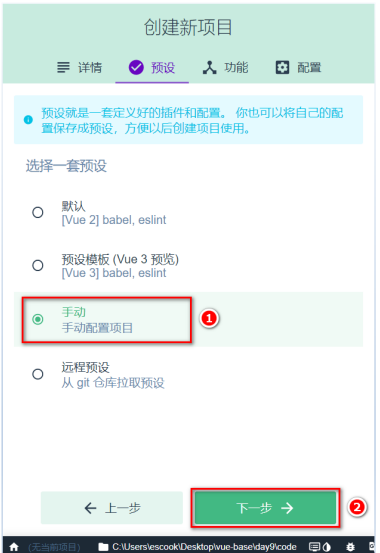 创建新项目
详情 预设 功能 配置
预设就是一套定义好的插件和配置。 你也可以将自己的配
置保存成预设，方便以后创建项目使用。
选择一套预设
默认
[Vue 2] babel, eslint
预设模板 (Vue 3 预览)
[Vue 3] babel, eslint
手动
手动配置项目
1
远程预设
从 git 仓库拉取预设
上一步 下一步 2
(无当前项目) C:\Users\escook\Desktop\vue-base\day9\code